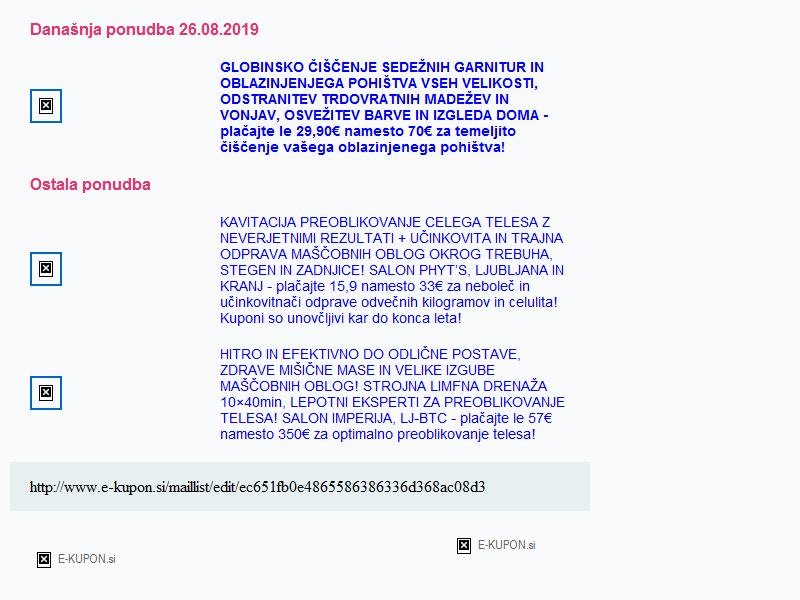 Današnja ponudba 26.08.2019
GLOBINSKO ČIŠČENJE SEDEŽNIH GARNITUR IN
OBLAZINJENJEGA POHIŠTVA VSEH VELIKOSTI,
ODSTRANITEV TRDOVRATNIH MADEŽEV IN
VONJAV, OSVEŽITEV BARVE IN IZGLEDA DOMA -
plačajte le 29,90€ namesto 70€ za temeljito
čiščenje vašega oblazinjenega pohištva!
Ostala ponudba
KAVITACIJA PREOBLIKOVANJE CELEGA TELESA Z
NEVERJETNIMI REZULTATI + UČINKOVITA IN TRAJNA
ODPRAVA MAŠČOBNIH OBLOG OKROG TREBUHA,
STEGEN IN ZADNJICE! SALON PHYT'S, LJUBLJANA IN
KRANJ - plačajte 15,9 namesto 33€ za neboleč in
učinkovitnači odprave odvečnih kilogramov in celulita!
Kuponi so unovčljivi kar do konca leta!
HITRO IN EFEKTIVNO DO ODLIČNE POSTAVE,
ZDRAVE MIŠIČNE MASE IN VELIKE IZGUBE
MAŠČOBNIH OBLOG! STROJNA LIMFNA DRENAŽA
10×40min, LEPOTNI EKSPERTI ZA PREOBLIKOVANJE
TELESA! SALON IMPERIJA, LJ-BTC - plačajte le 57€
namesto 350€ za optimalno preoblikovanje telesa!
http://www.e-kupon.si/maillist/edit/ec651fb0e4865586386336d368ac08d3
E-KUPON.si
E-KUPON.si